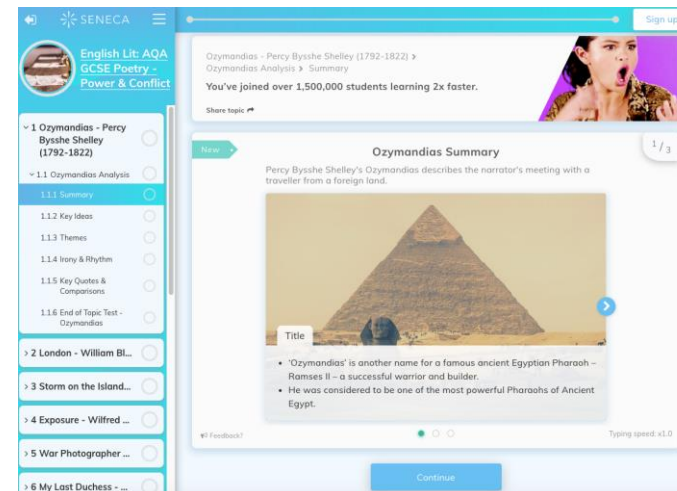 SENECA
English Lit: AQA
GCSE Poetry -
Power & Conflict
1 Ozymandias - Percy
Bysshe Shelley
(1792-1822)
1.1 Ozymandias Analysis
1.1.1 Summary
1.1.2 Key Ideas
1.1.3 Themes
1.1.4 Irony & Rhythm
1.1.5 Key Quotes &
Comparisons
1.1.6 End of Topic Test -
Ozymandias
2 London - William Bl...
3 Storm on the Island...
4 Exposure - Wilfred ...
5 War Photographer ...
6 My Last Duchess - ...
Sign up
Ozymandias - Percy Bysshe Shelley (1792-1822) >
Ozymandias Analysis > Summary
You've joined over 1,500,000 students learning 2x faster.
Share topic
New
1/3
Ozymandias Summary
Percy Bysshe Shelley's Ozymandias describes the narrator's meeting with a
traveller from a foreign land.
Title
• 'Ozymandias' is another name for a famous ancient Egyptian Pharaoh –
Ramses II – a successful warrior and builder.
• He was considered to be one of the most powerful Pharaohs of Ancient
Egypt.
Feedback?
Typing speed: x1.0
Continue